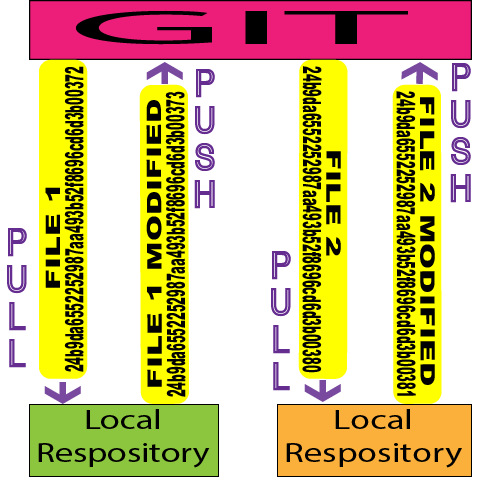 GIT
PULL
FILE 1
24b9da6552252987aa493b52f8696cd6d3b00372
FILE 1 MODIFIED
24b9da6552252987aa493b52f8696cd6d3b00373
PUSH
PULL
24b9da6552252987aa493b52f8696cd6d3b00380
FILE 2
24b9da6552252987aa493b52f8696cd6d3b00381
FILE 2 MODIFIED
PUSH
Local
Respository
Local
Respository